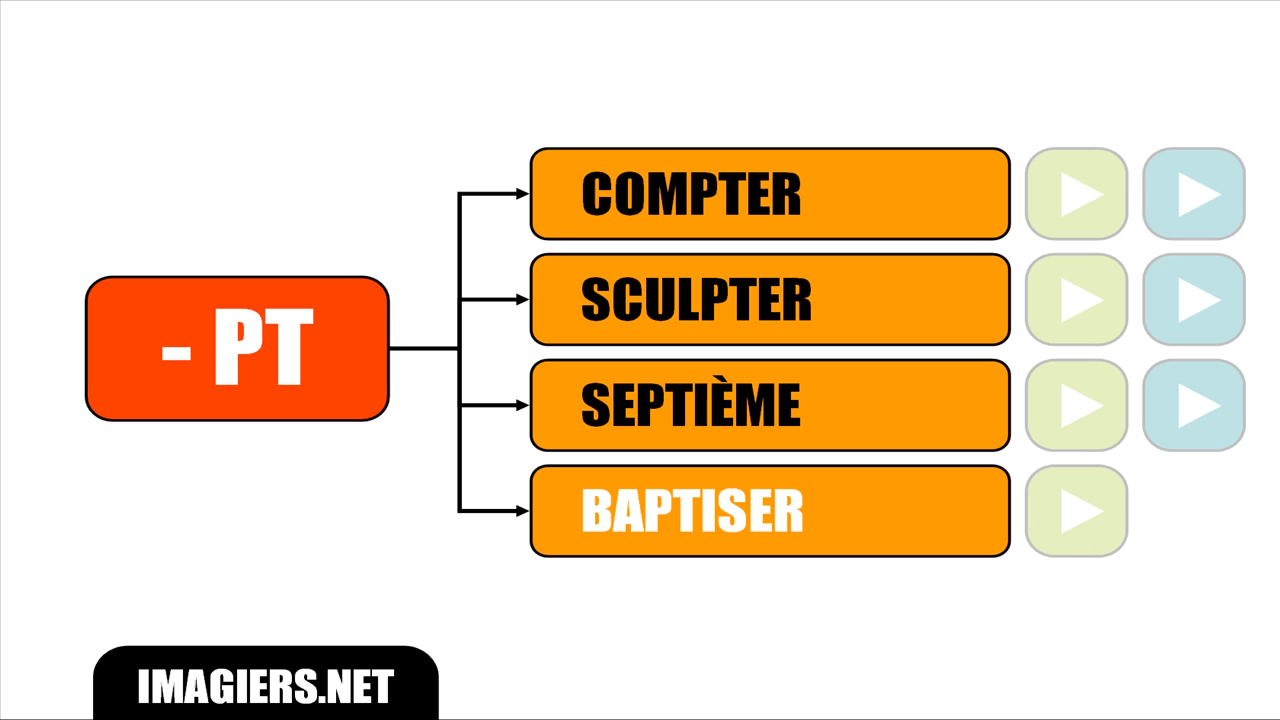 - PT
COMPTER
SCULPTER
SEPTIÈME
BAPTISER
IMAGIERS.NET